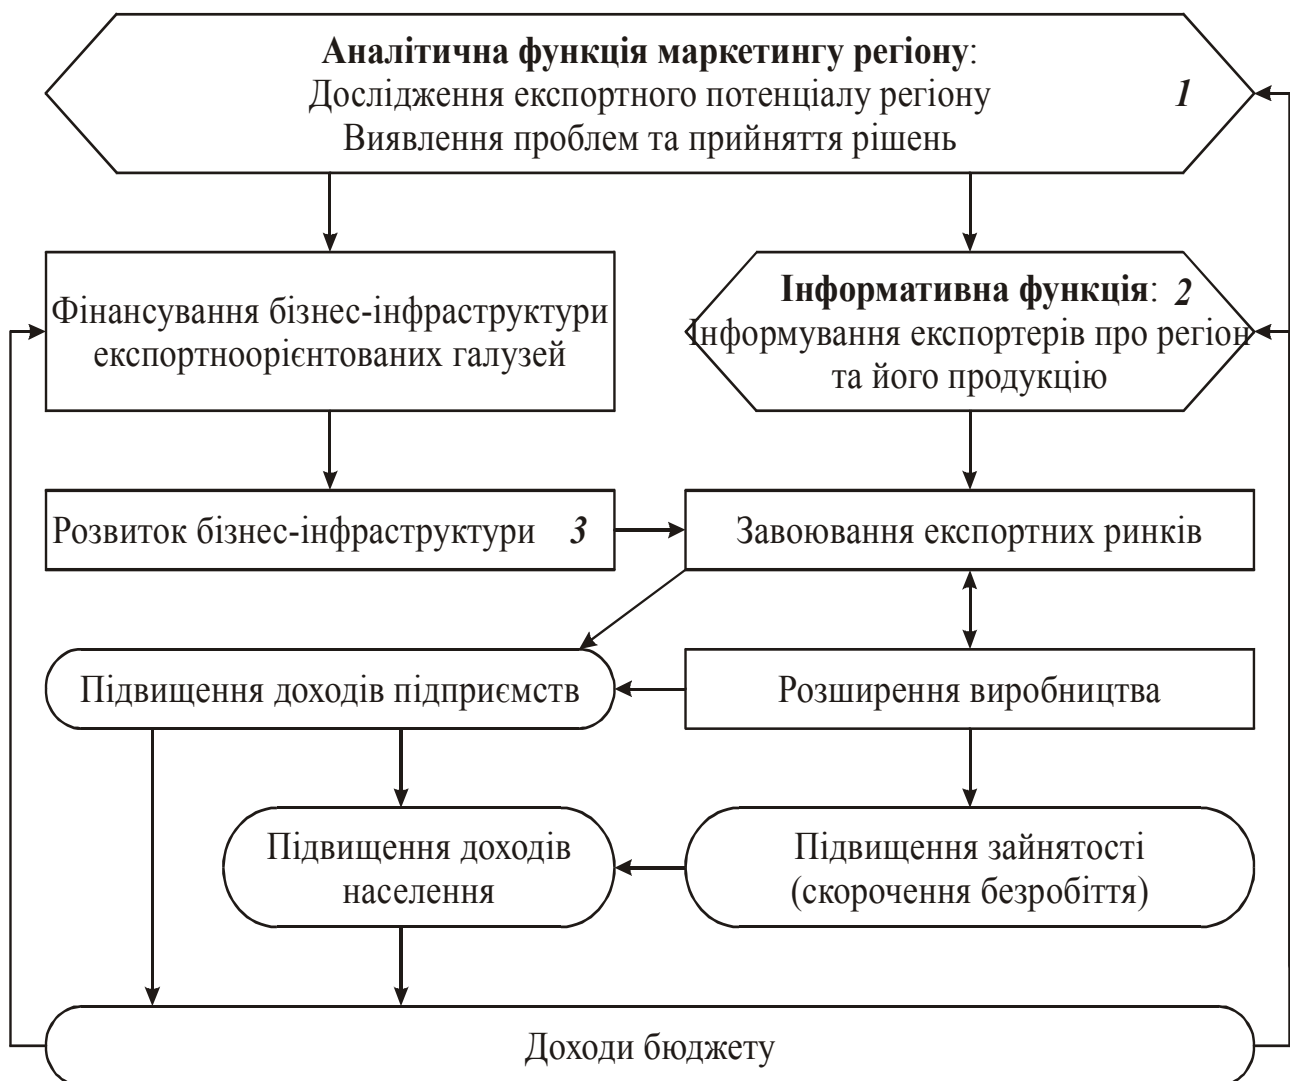 Аналітична функція маркетингу регіону:
Дослідження експортного потенціалу регіону 1
Виявлення проблем та прийняття рішень
Фінансування бізнес-інфраструктури
експортноорієнтованих галузей
Інформативна функція: 2
Інформування експортерів про регіон
та його продукцію
Розвиток бізнес-інфраструктури 3
Завоювання експортних ринків
Підвищення доходів підприємств
Розширення виробництва
Підвищення доходів
населення
Підвищення зайнятості
(скорочення безробіття)
Доходи бюджету